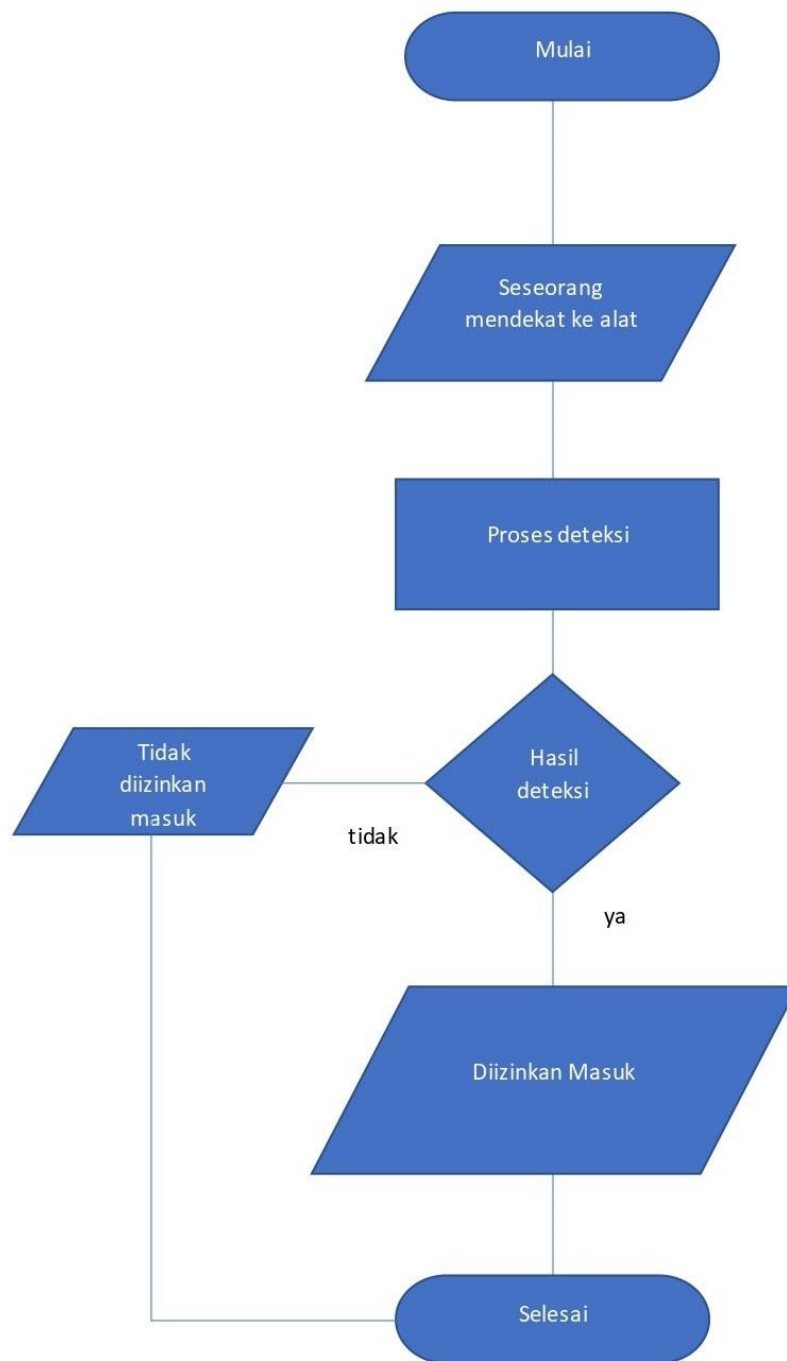 Mulai
Seseorang
mendekat ke alat
Proses deteksi
Hasil
deteksi
Tidak
diizinkan
masuk
tidak
ya
Diizinkan Masuk
Selesai